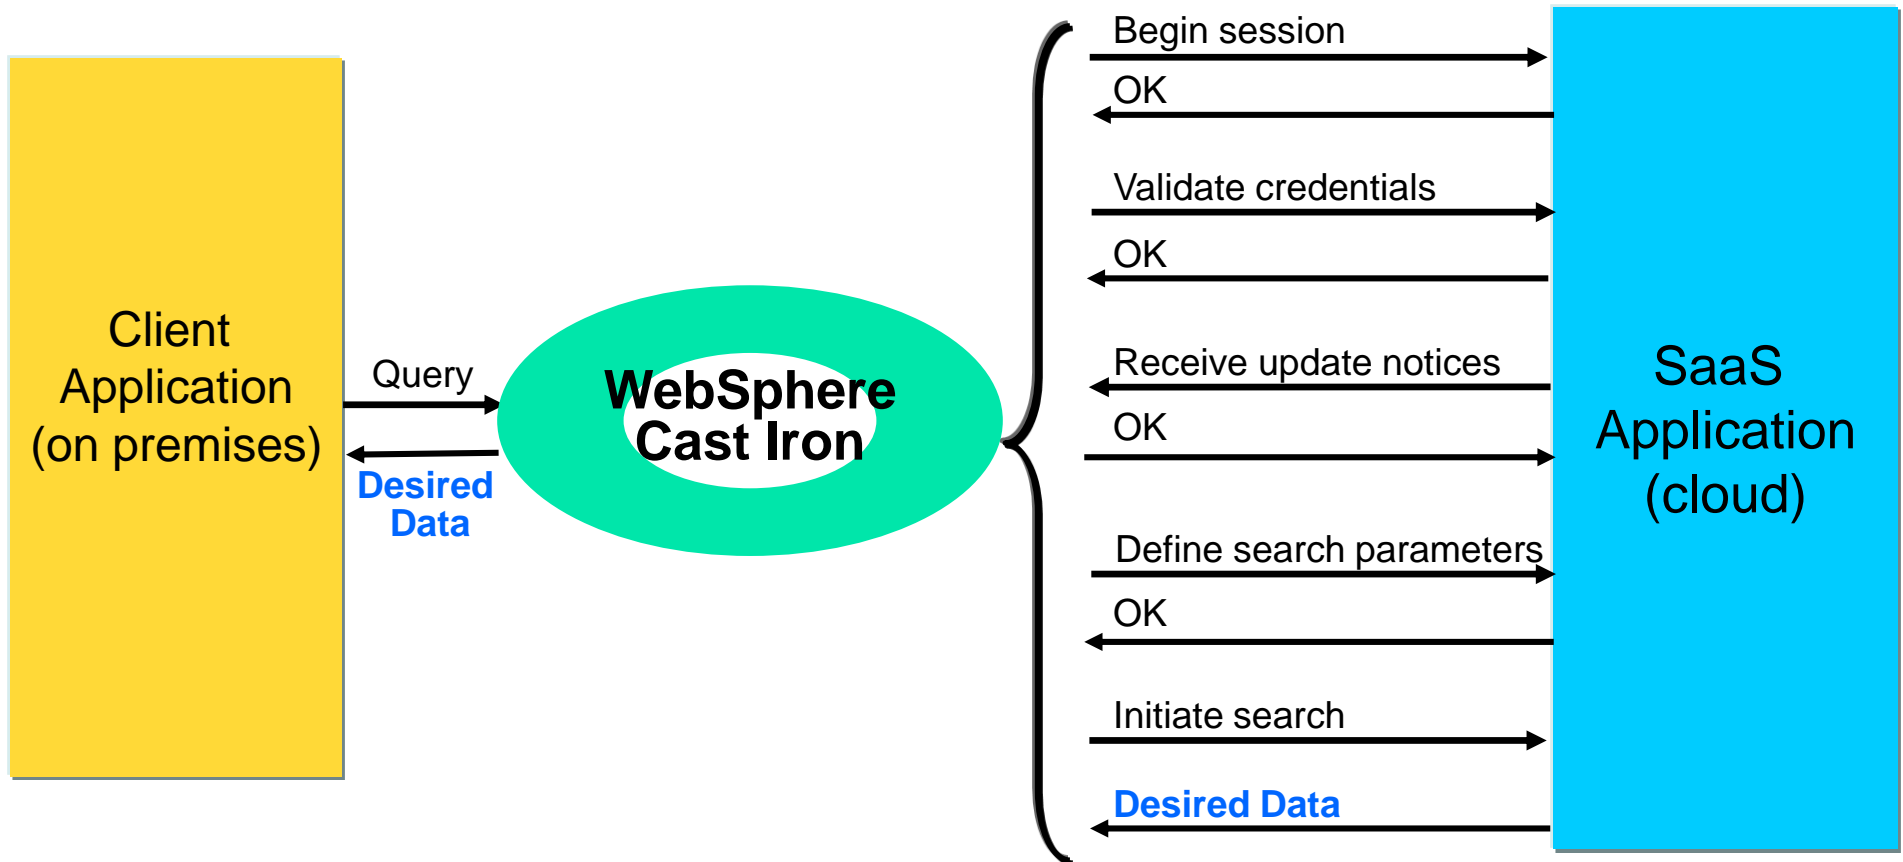 Client
Application
(on premises)
Query
Desired
Data
WebSphere
Cast Iron
Begin session
OK
Validate credentials
OK
Receive update notices
OK
Define search parameters
OK
Initiate search
Desired Data
SaaS
Application
(cloud)